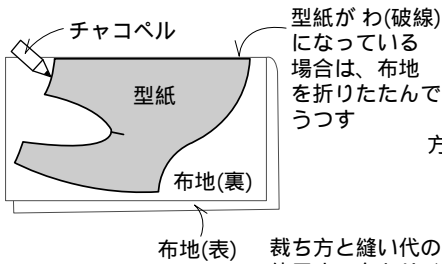 チャコペル
型紙が わ(破線)
になっている
場合は、布地
を折りたたんで
うつす
型紙
布地(裏)
布地(表)
裁ち方と縫い代の